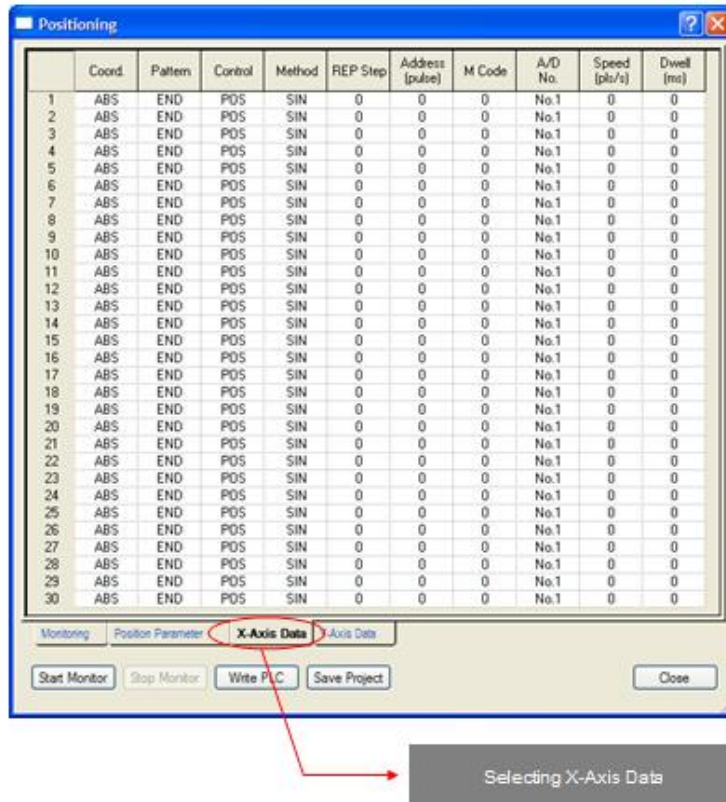 Positioning
Coord. Pattern Control Method REP Step Address (pulse) M Code A/D No. Speed (pls/s) Dwell (ms)
1 ABS END POS SIN 0 0 0 No.1 0 0
2 ABS END POS SIN 0 0 0 No.1 0 0
3 ABS END POS SIN 0 0 0 No.1 0 0
4 ABS END POS SIN 0 0 0 No.1 0 0
5 ABS END POS SIN 0 0 0 No.1 0 0
6 ABS END POS SIN 0 0 0 No.1 0 0
7 ABS END POS SIN 0 0 0 No.1 0 0
8 ABS END POS SIN 0 0 0 No.1 0 0
9 ABS END POS SIN 0 0 0 No.1 0 0
10 ABS END POS SIN 0 0 0 No.1 0 0
11 ABS END POS SIN 0 0 0 No.1 0 0
12 ABS END POS SIN 0 0 0 No.1 0 0
13 ABS END POS SIN 0 0 0 No.1 0 0
14 ABS END POS SIN 0 0 0 No.1 0 0
15 ABS END POS SIN 0 0 0 No.1 0 0
16 ABS END POS SIN 0 0 0 No.1 0 0
17 ABS END POS SIN 0 0 0 No.1 0 0
18 ABS END POS SIN 0 0 0 No.1 0 0
19 ABS END POS SIN 0 0 0 No.1 0 0
20 ABS END POS SIN 0 0 0 No.1 0 0
21 ABS END POS SIN 0 0 0 No.1 0 0
22 ABS END POS SIN 0 0 0 No.1 0 0
23 ABS END POS SIN 0 0 0 No.1 0 0
24 ABS END POS SIN 0 0 0 No.1 0 0
25 ABS END POS SIN 0 0 0 No.1 0 0
26 ABS END POS SIN 0 0 0 No.1 0 0
27 ABS END POS SIN 0 0 0 No.1 0 0
28 ABS END POS SIN 0 0 0 No.1 0 0
29 ABS END POS SIN 0 0 0 No.1 0 0
30 ABS END POS SIN 0 0 0 No.1 0 0
Monitoring Position Parameter X-Axis Data -Axis Data
Start Monitor Stop Monitor Write PLC Save Project Close
Selecting X-Axis Data